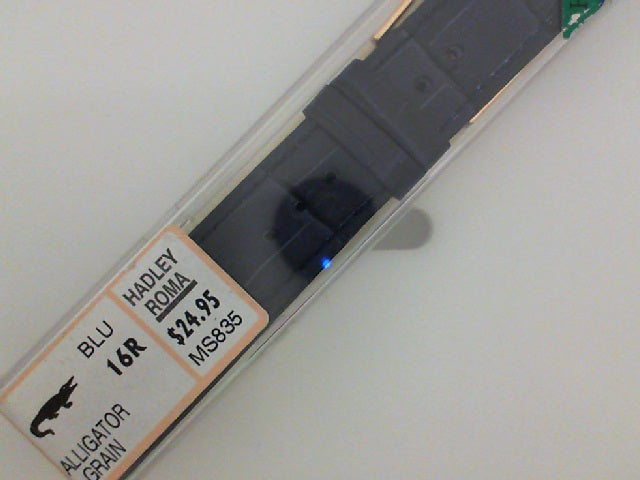 BLU
16R
ALLIGATOR
GRAIN
HADLEY
ROMA
$24.95
MS835